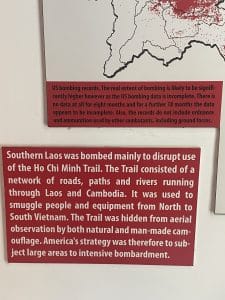 US bombing records. The real extent of bombing is likely to be signifi-
cantly higher however as the US bombing data is incomplete. There is
no data at all for eight months and for a further 18 months the data
appears to be incomplete. Also, the records do not include ordnance
and ammunition used by other combatants, including ground forces.
Southern Laos was bombed mainly to disrupt use
of the Ho Chi Minh Trail. The Trail consisted of a
network of roads, paths and rivers running
through Laos and Cambodia. It was used to
smuggle people and equipment from North to
South Vietnam. The Trail was hidden from aerial
observation by both natural and man-made cam-
ouflage. America's strategy was therefore to sub-
ject large areas to intensive bombardment.